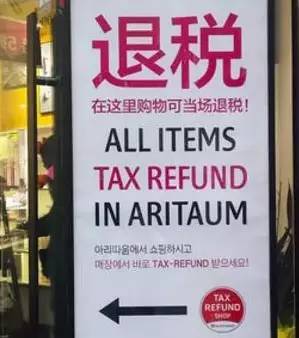 退税
在这里购物可当场退税!
ALL ITEMS
TAX REFUND
IN ARITAUM
아리따움에서 쇼핑하시고
매장에서 바로 TAX-REFUND 받으세요!
TAX
REFUND
SHOP